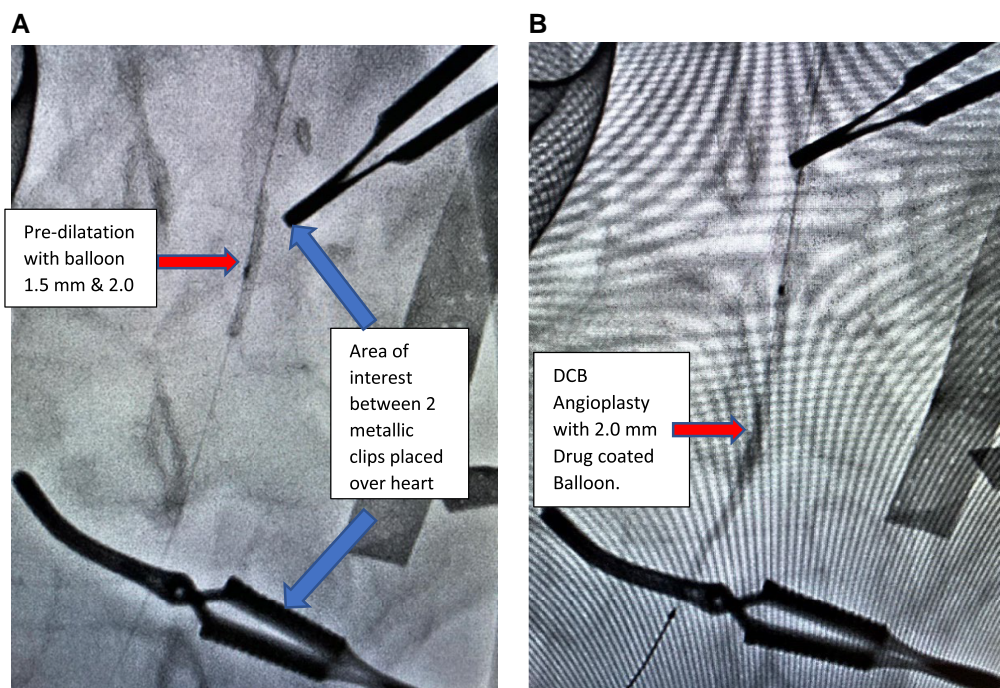 A
B
Pre-dilatation
with balloon
1.5 mm & 2.0
Area of
interest
between 2
metallic
clips placed
over heart
DCB
Angioplasty
with 2.0 mm
Drug coated
Balloon.